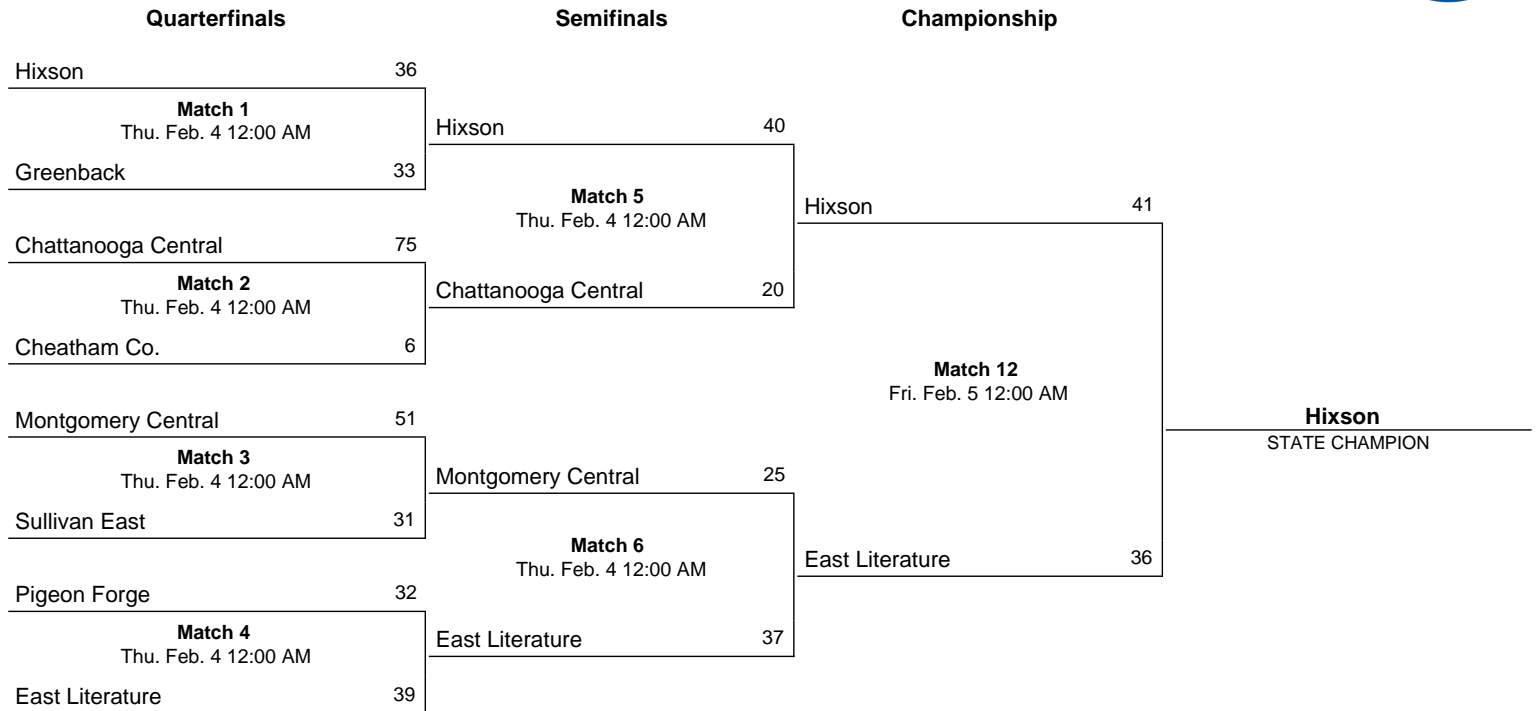 Quarterfinals Semifinals Championship
Hixson 36
Match 1
Thu. Feb. 4 12:00 AM
Greenback 33
Chattanooga Central 75
Match 2
Thu. Feb. 4 12:00 AM
Cheatham Co. 6
Montgomery Central 51
Match 3
Thu. Feb. 4 12:00 AM
Sullivan East 31
Pigeon Forge 32
Match 4
Thu. Feb. 4 12:00 AM
East Literature 39
Hixson 40
Match 5
Thu. Feb. 4 12:00 AM
Chattanooga Central 20
Montgomery Central 25
Match 6
Thu. Feb. 4 12:00 AM
East Literature 37
Hixson 41
Match 12
Fri. Feb. 5 12:00 AM
East Literature 36
Hixson
STATE CHAMPION